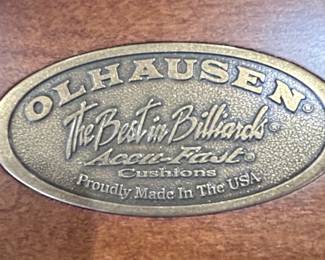 OLHAUSEN®
The Best in Billiards®
Accu-Fast®
Cushions
Proudly Made In The USA